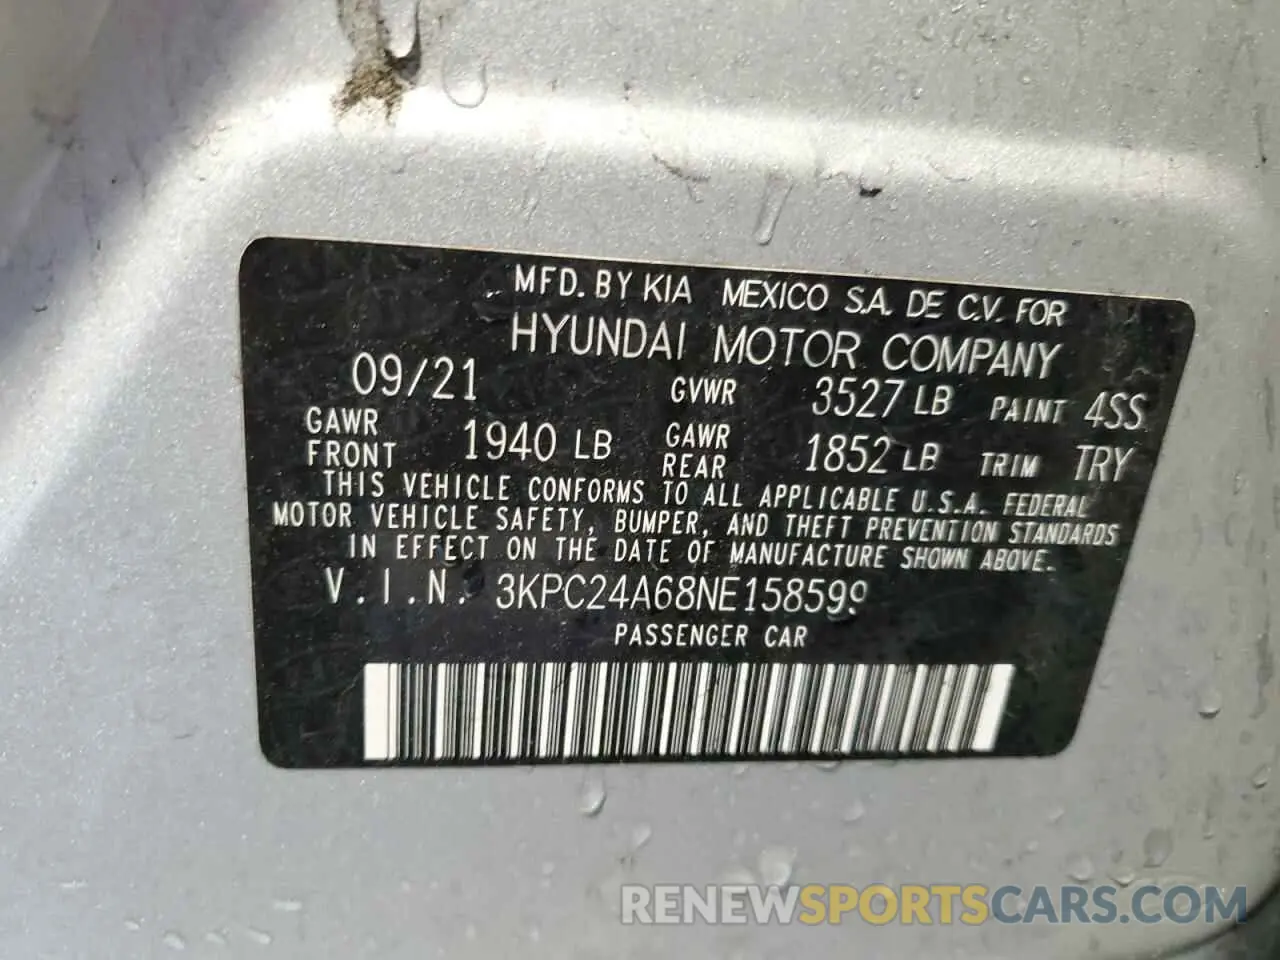 MFD. BY KIA MEXICO S.A. DE C.V. FOR
HYUNDAI MOTOR COMPANY
09/21 GVWR 3527 LB PAINT 4SS
GAWR FRONT 1940 LB GAWR REAR 1852 LB TRIM TRY
THIS VEHICLE CONFORMS TO ALL APPLICABLE U.S.A. FEDERAL
MOTOR VEHICLE SAFETY, BUMPER, AND THEFT PREVENTION STANDARDS
IN EFFECT ON THE DATE OF MANUFACTURE SHOWN ABOVE.
V.I.N. 3KPC24A68NE158599
PASSENGER CAR
RENEWSPORTSCARS.COM